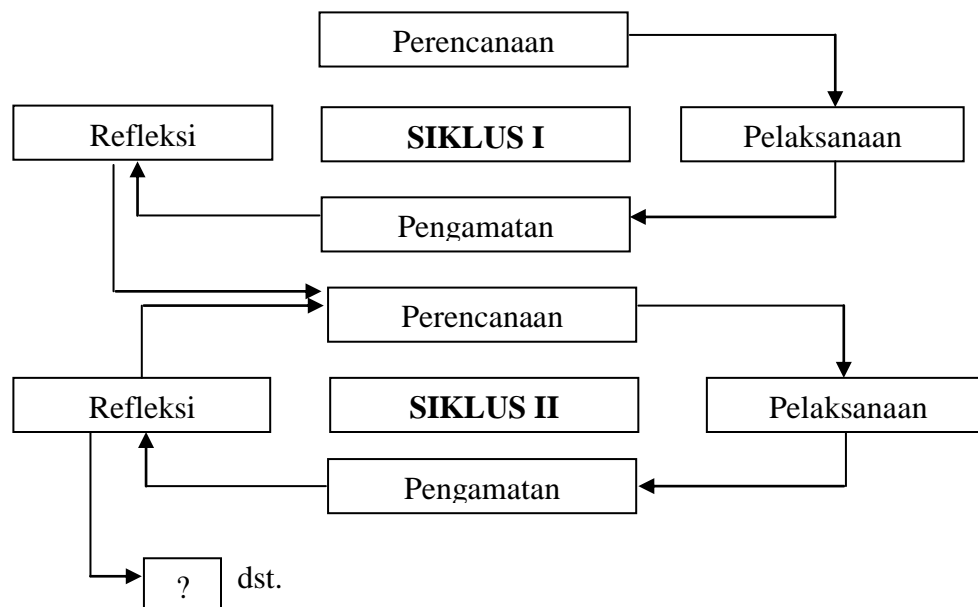 Perencanaan
Refleksi
SIKLUS I
Pelaksanaan
Pengamatan
Perencanaan
Refleksi
SIKLUS II
Pelaksanaan
Pengamatan
? dst.